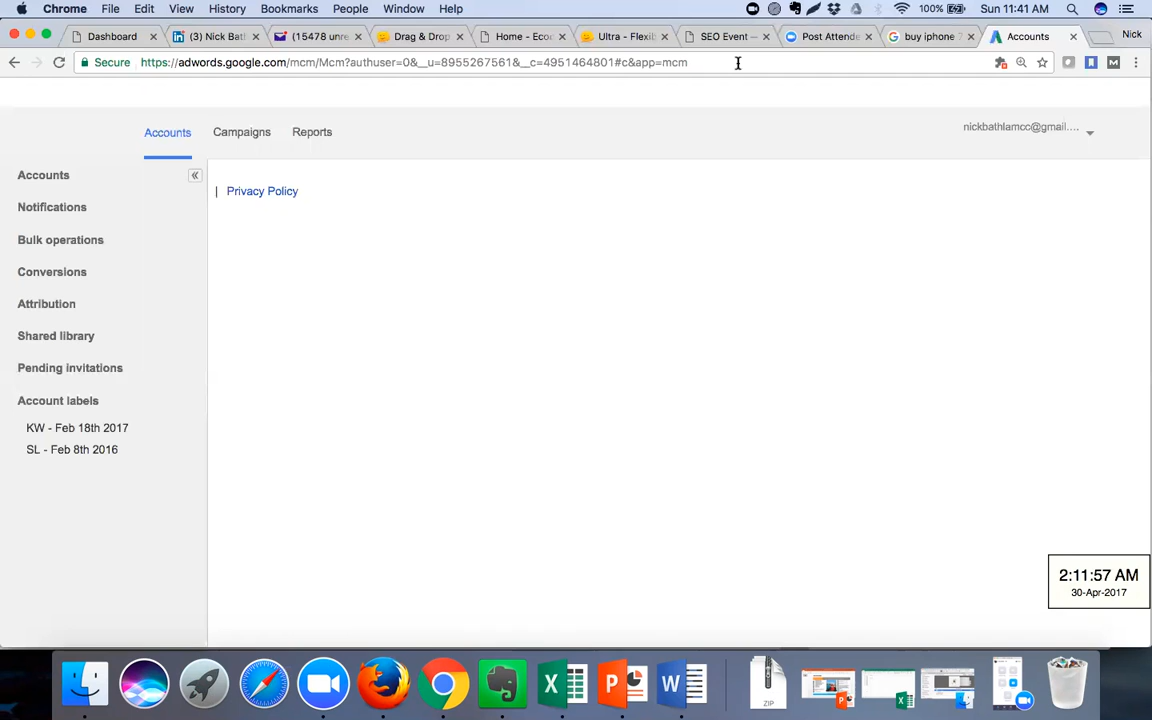 Chrome File Edit View History Bookmarks People Window Help 100% Sun 11:41 AM
Dashboard (3) Nick Bat (15478 unre Drag & Drop Home - Ecoc Ultra - Flexib SEO Event — Post Attende buy iphone 7 Accounts Nick
Secure https://adwords.google.com/mcm/Mcm?authuser=0&__u=8955267561&__c=4951464801#c&app=mcm
Accounts Campaigns Reports nickbathlamcc@gmail....
Accounts
| Privacy Policy
Notifications
Bulk operations
Conversions
Attribution
Shared library
Pending invitations
Account labels
KW - Feb 18th 2017
SL - Feb 8th 2016
2:11:57 AM
30-Apr-2017
ZIP